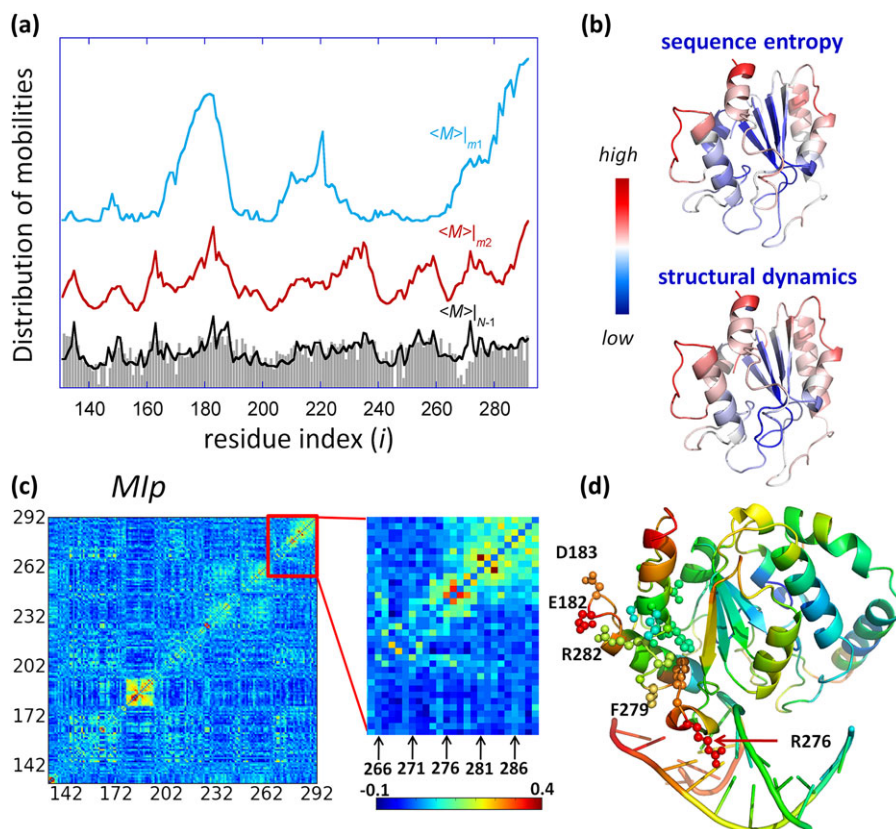 (a)
Distribution of mobilities
<M>|m1
<M>|m2
<M>|N-1
140 160 180 200 220 240 260 280
residue index (i)
(b)
sequence entropy
high
low
structural dynamics
(c)
MIp
292
262
232
202
172
142
132
142 172 202 232 262 292
266 271 276 281 286
-0.1 0.4
(d)
D183
E182
R282
F279
R276